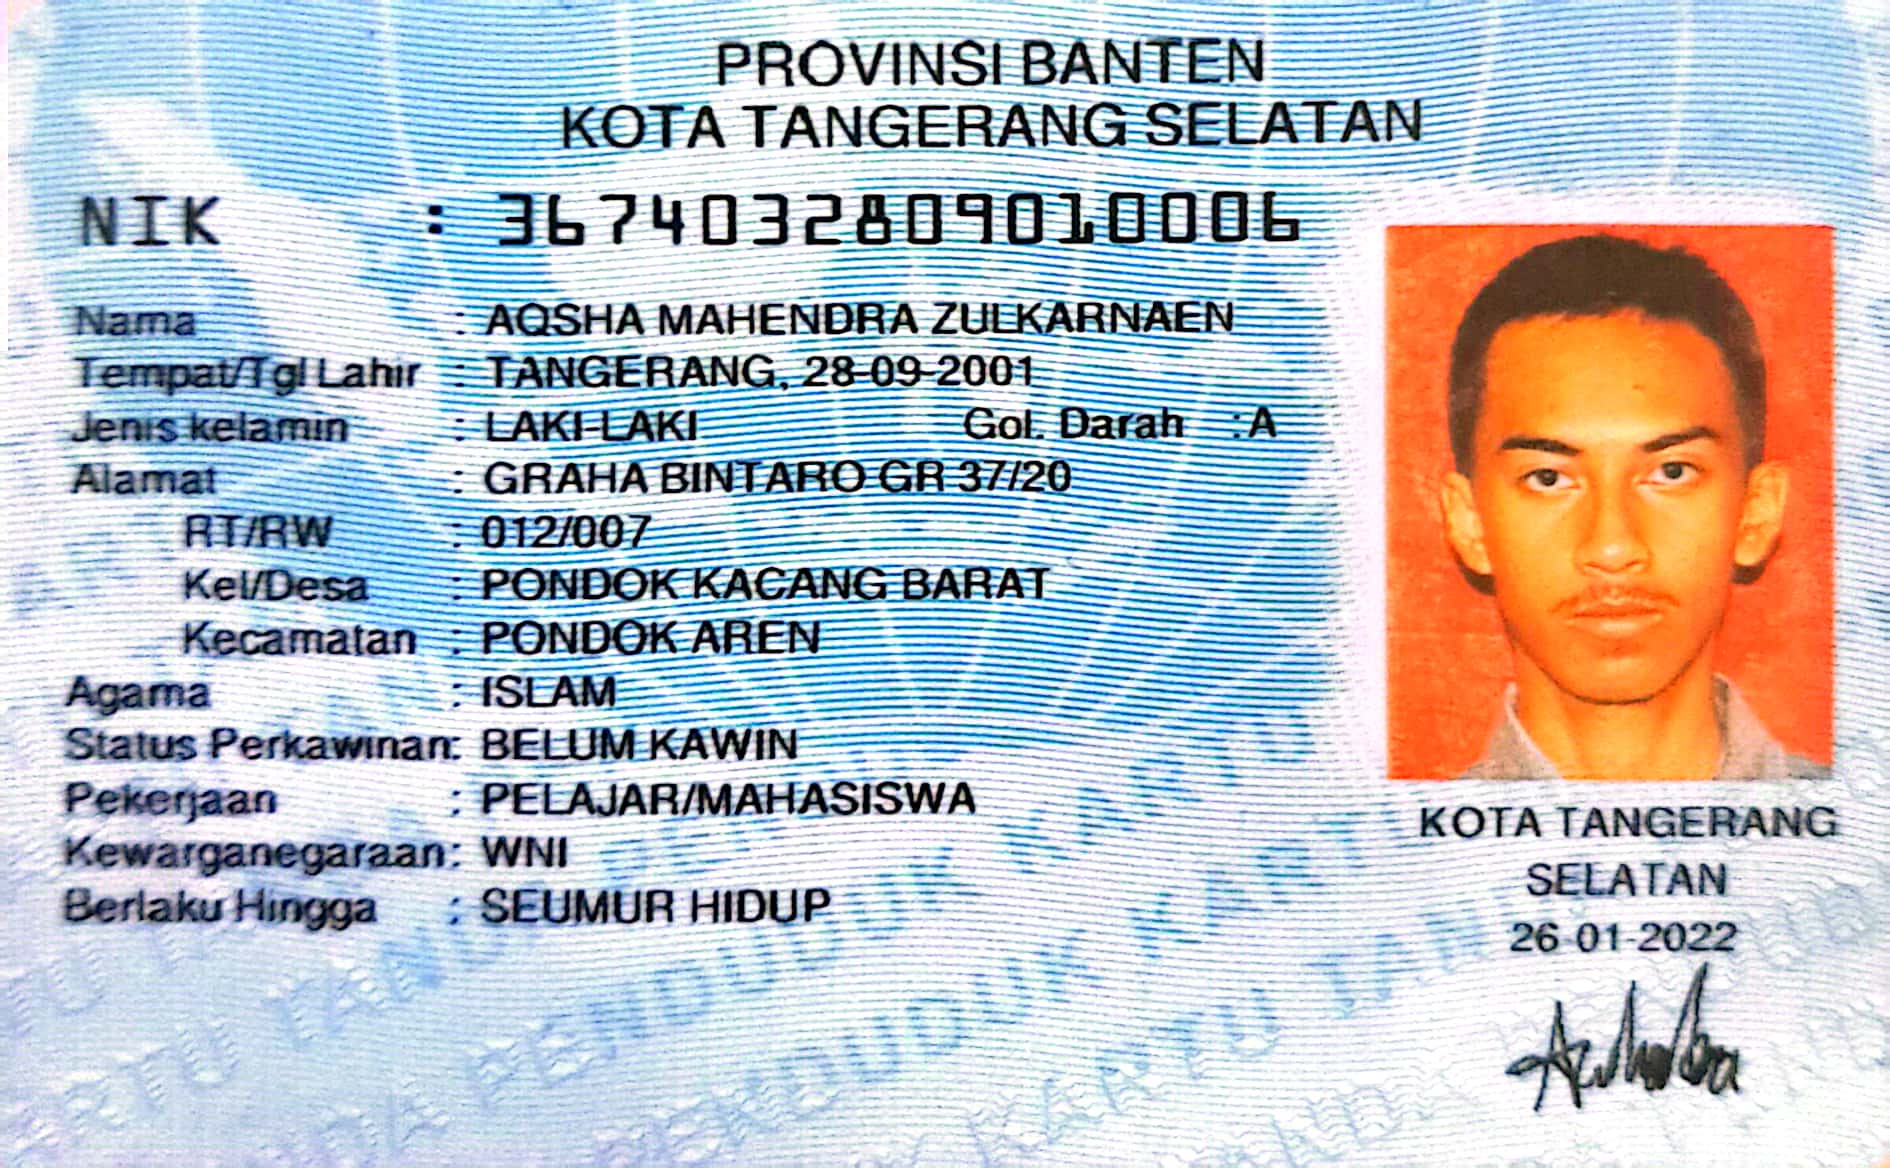 PROVINSI BANTEN
KOTA TANGERANG SELATAN
NIK : 3674032809010006
Nama : AQSHA MAHENDRA ZULKARNAEN
Tempat/Tgl Lahir : TANGERANG, 28-09-2001
Jenis kelamin : LAKI-LAKI Gol. Darah : A
Alamat : GRAHA BINTARO GR 37/20
RT/RW : 012/007
Kel/Desa : PONDOK KACANG BARAT
Kecamatan : PONDOK AREN
Agama : ISLAM
Status Perkawinan: BELUM KAWIN
Pekerjaan : PELAJAR/MAHASISWA
Kewarganegaraan: WNI
Berlaku Hingga : SEUMUR HIDUP
KOTA TANGERANG
SELATAN
26-01-2022